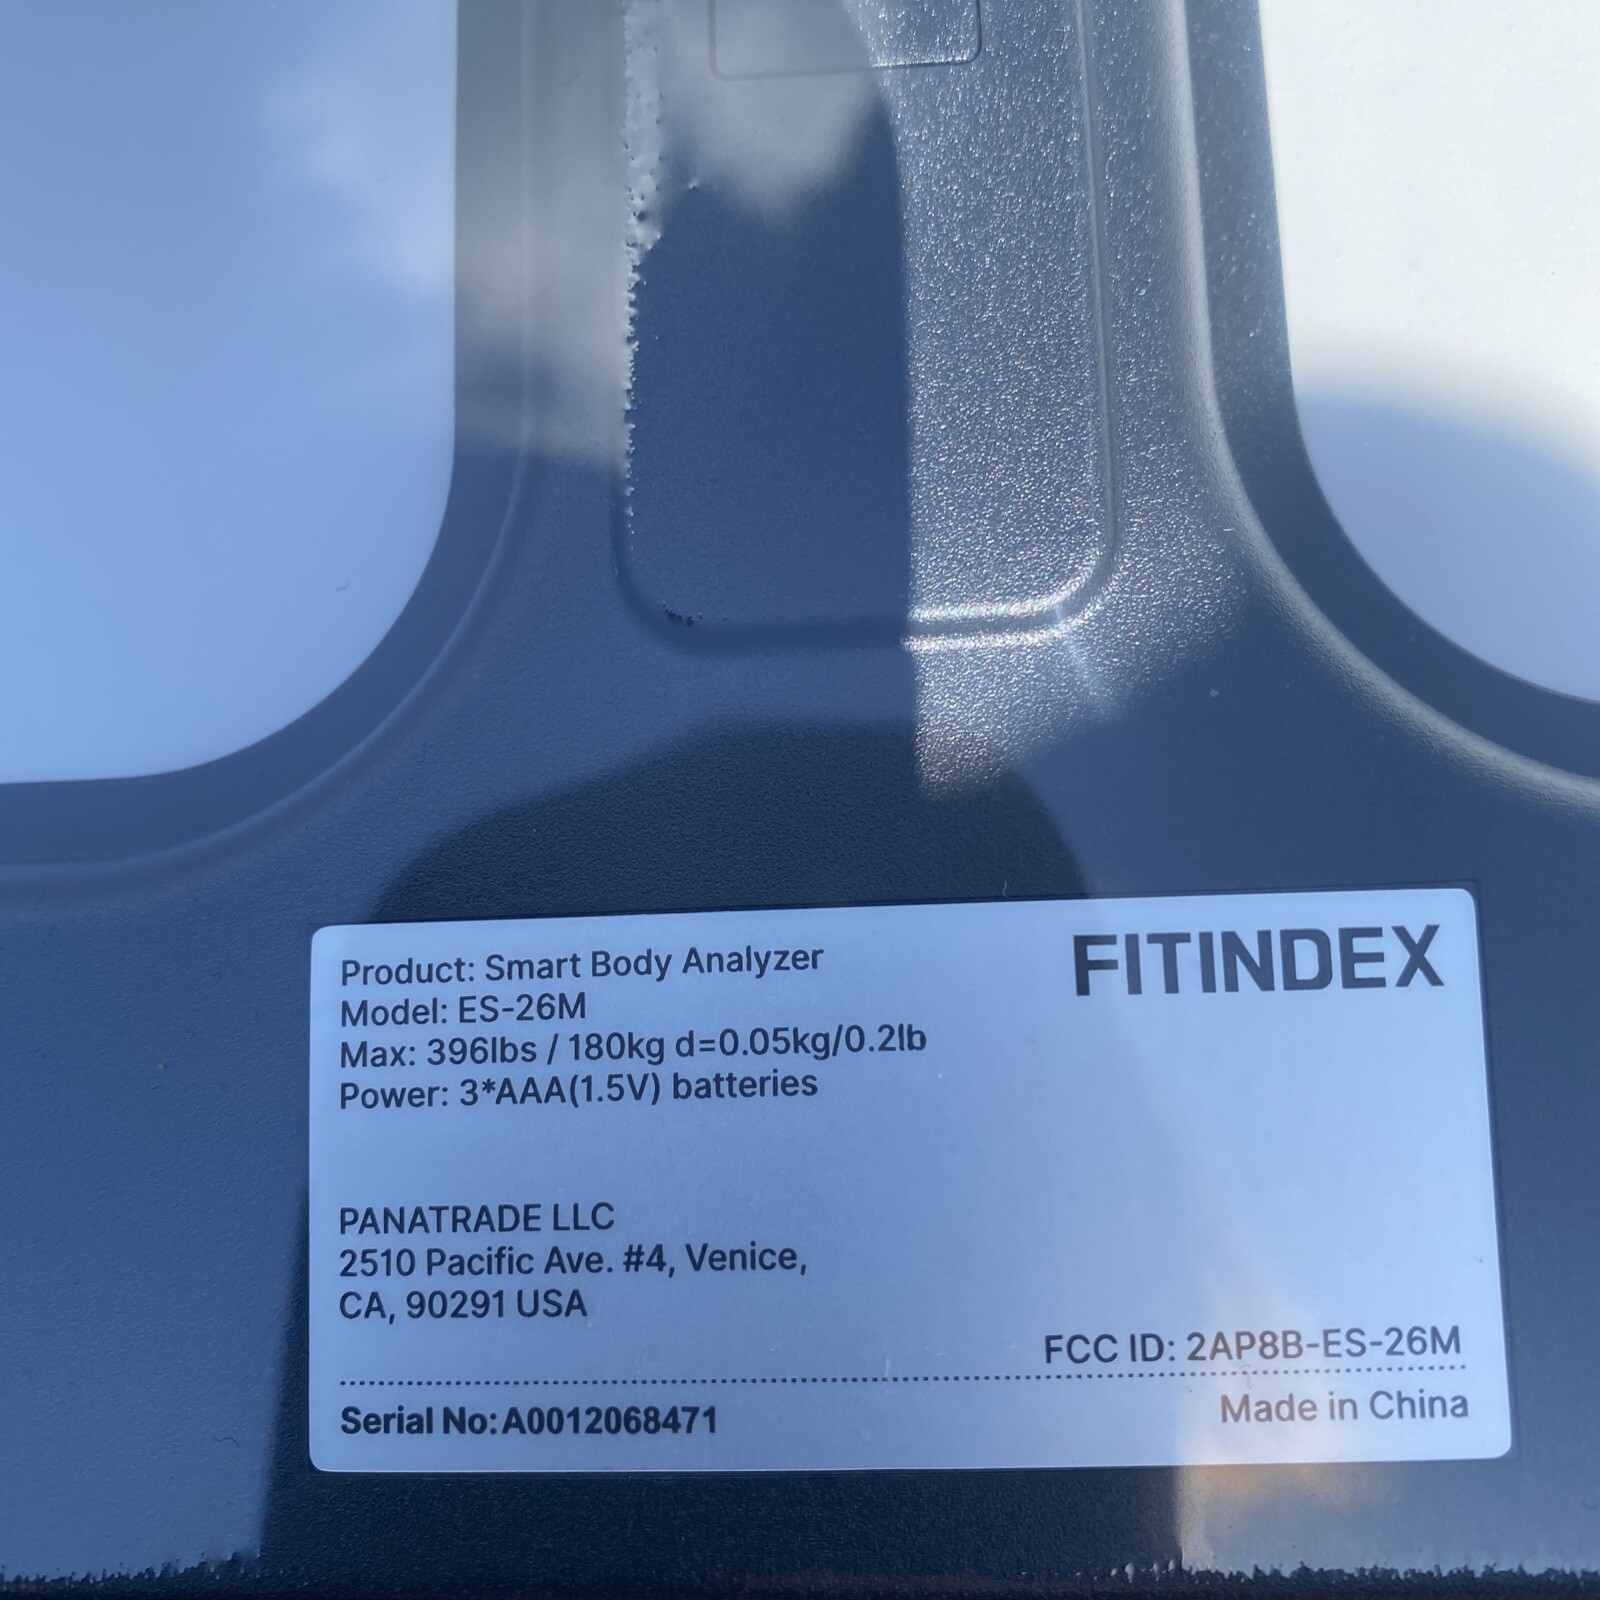 FITINDEX
Product: Smart Body Analyzer
Model: ES-26M
Max: 396lbs / 180kg d=0.05kg/0.2lb
Power: 3*AAA(1.5V) batteries
PANATRADE LLC
2510 Pacific Ave. #4, Venice,
CA, 90291 USA
FCC ID: 2AP8B-ES-26M
Serial No:A0012068471
Made in China